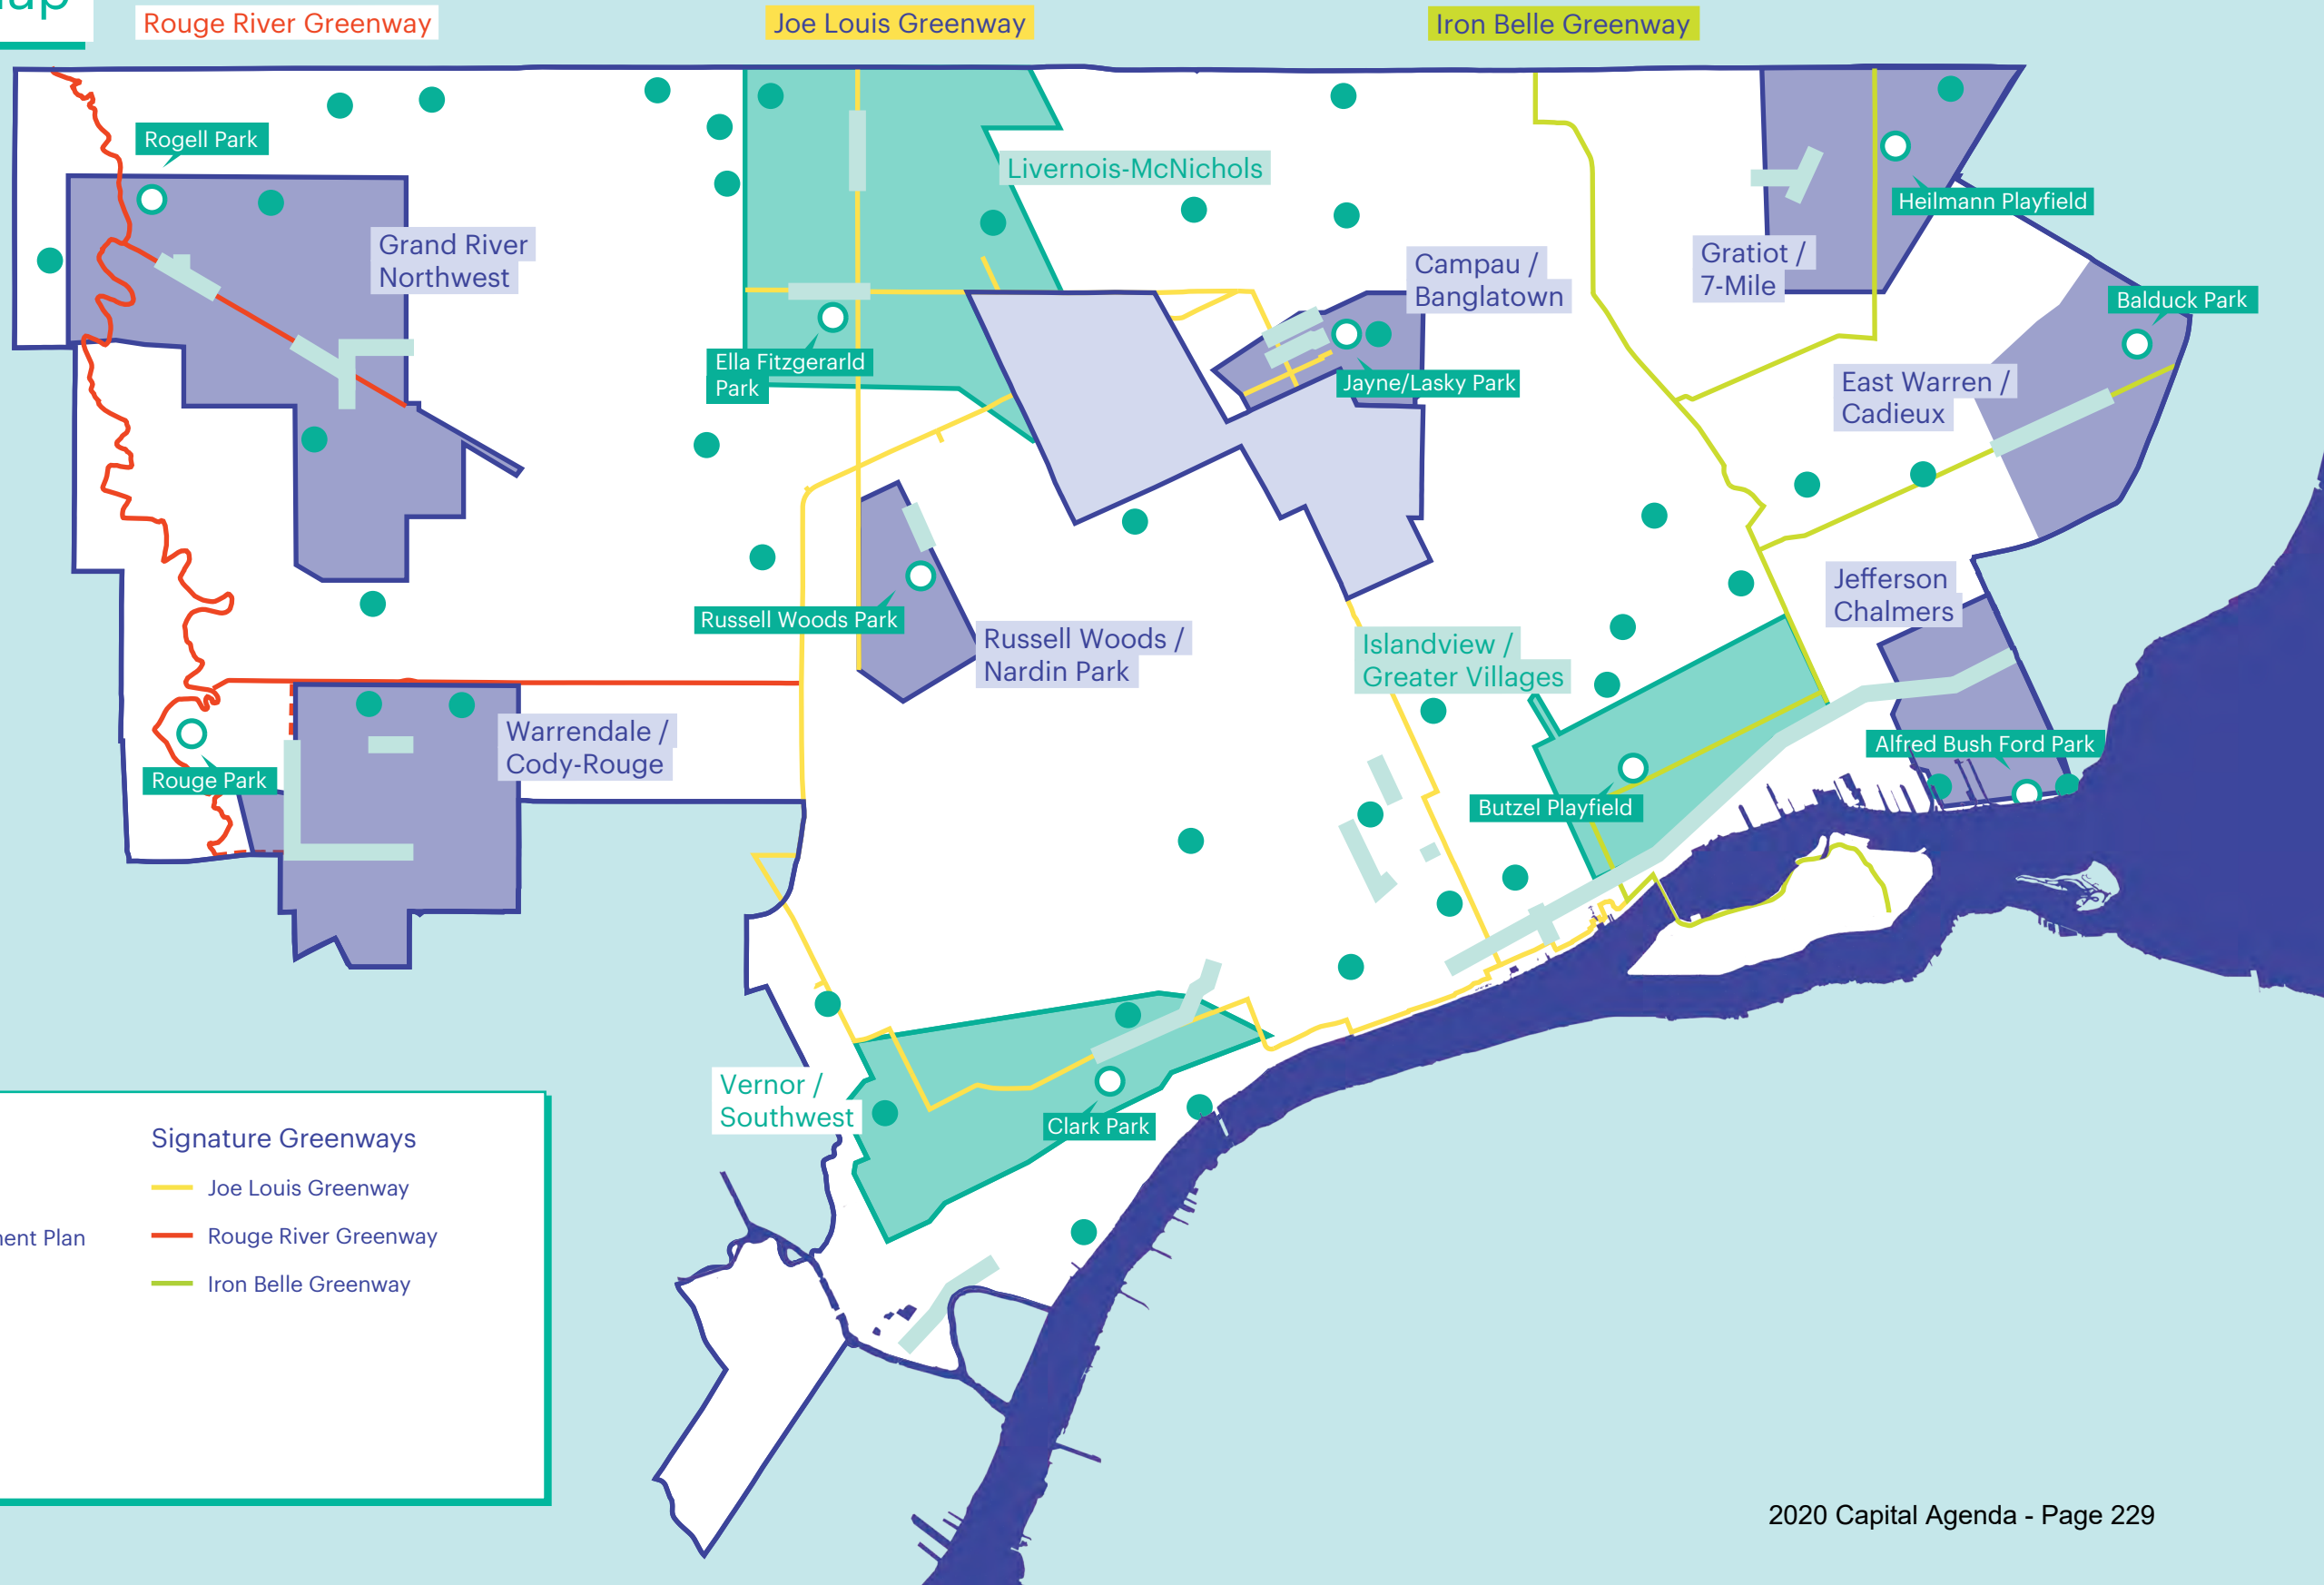 Rouge River Greenway
Joe Louis Greenway
Iron Belle Greenway
Rogell Park
Livernois-McNichols
Heilmann Playfield
Grand River
Northwest
Gratiot /
7-Mile
Campau /
Banglatown
Balduck Park
Ella Fitzgerarld
Park
Jayne/Lasky Park
East Warren /
Cadieux
Jefferson
Chalmers
Russell Woods Park
Russell Woods /
Nardin Park
Islandview /
Greater Villages
Warrendale /
Cody-Rouge
Alfred Bush Ford Park
Rouge Park
Butzel Playfield
Vernor /
Southwest
Clark Park
Signature Greenways
Joe Louis Greenway
Rouge River Greenway
Plan
Iron Belle Greenway
2020 Capital Agenda - Page 229